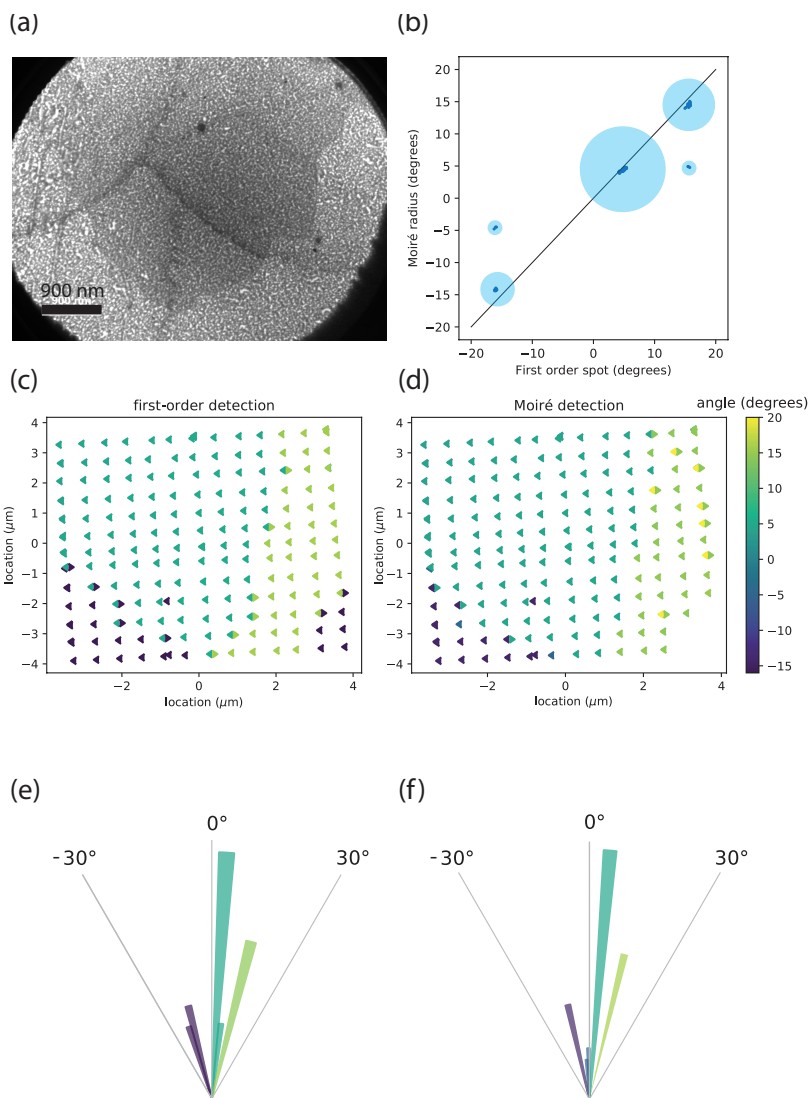 (a)
900 nm
900 nm
(b)
Moiré radius (degrees)
20
15
10
5
0
−5
−10
−15
−20
−20 −10 0 10 20
First order spot (degrees)
(c)
first-order detection
location (μm)
4
3
2
1
0
−1
−2
−3
−4
−2 0 2 4
location (μm)
(d)
Moiré detection
location (μm)
4
3
2
1
0
−1
−2
−3
−4
−2 0 2 4
location (μm)
angle (degrees)
20
15
10
5
0
−5
−10
−15
(e)
-30°
0°
30°
(f)
-30°
0°
30°